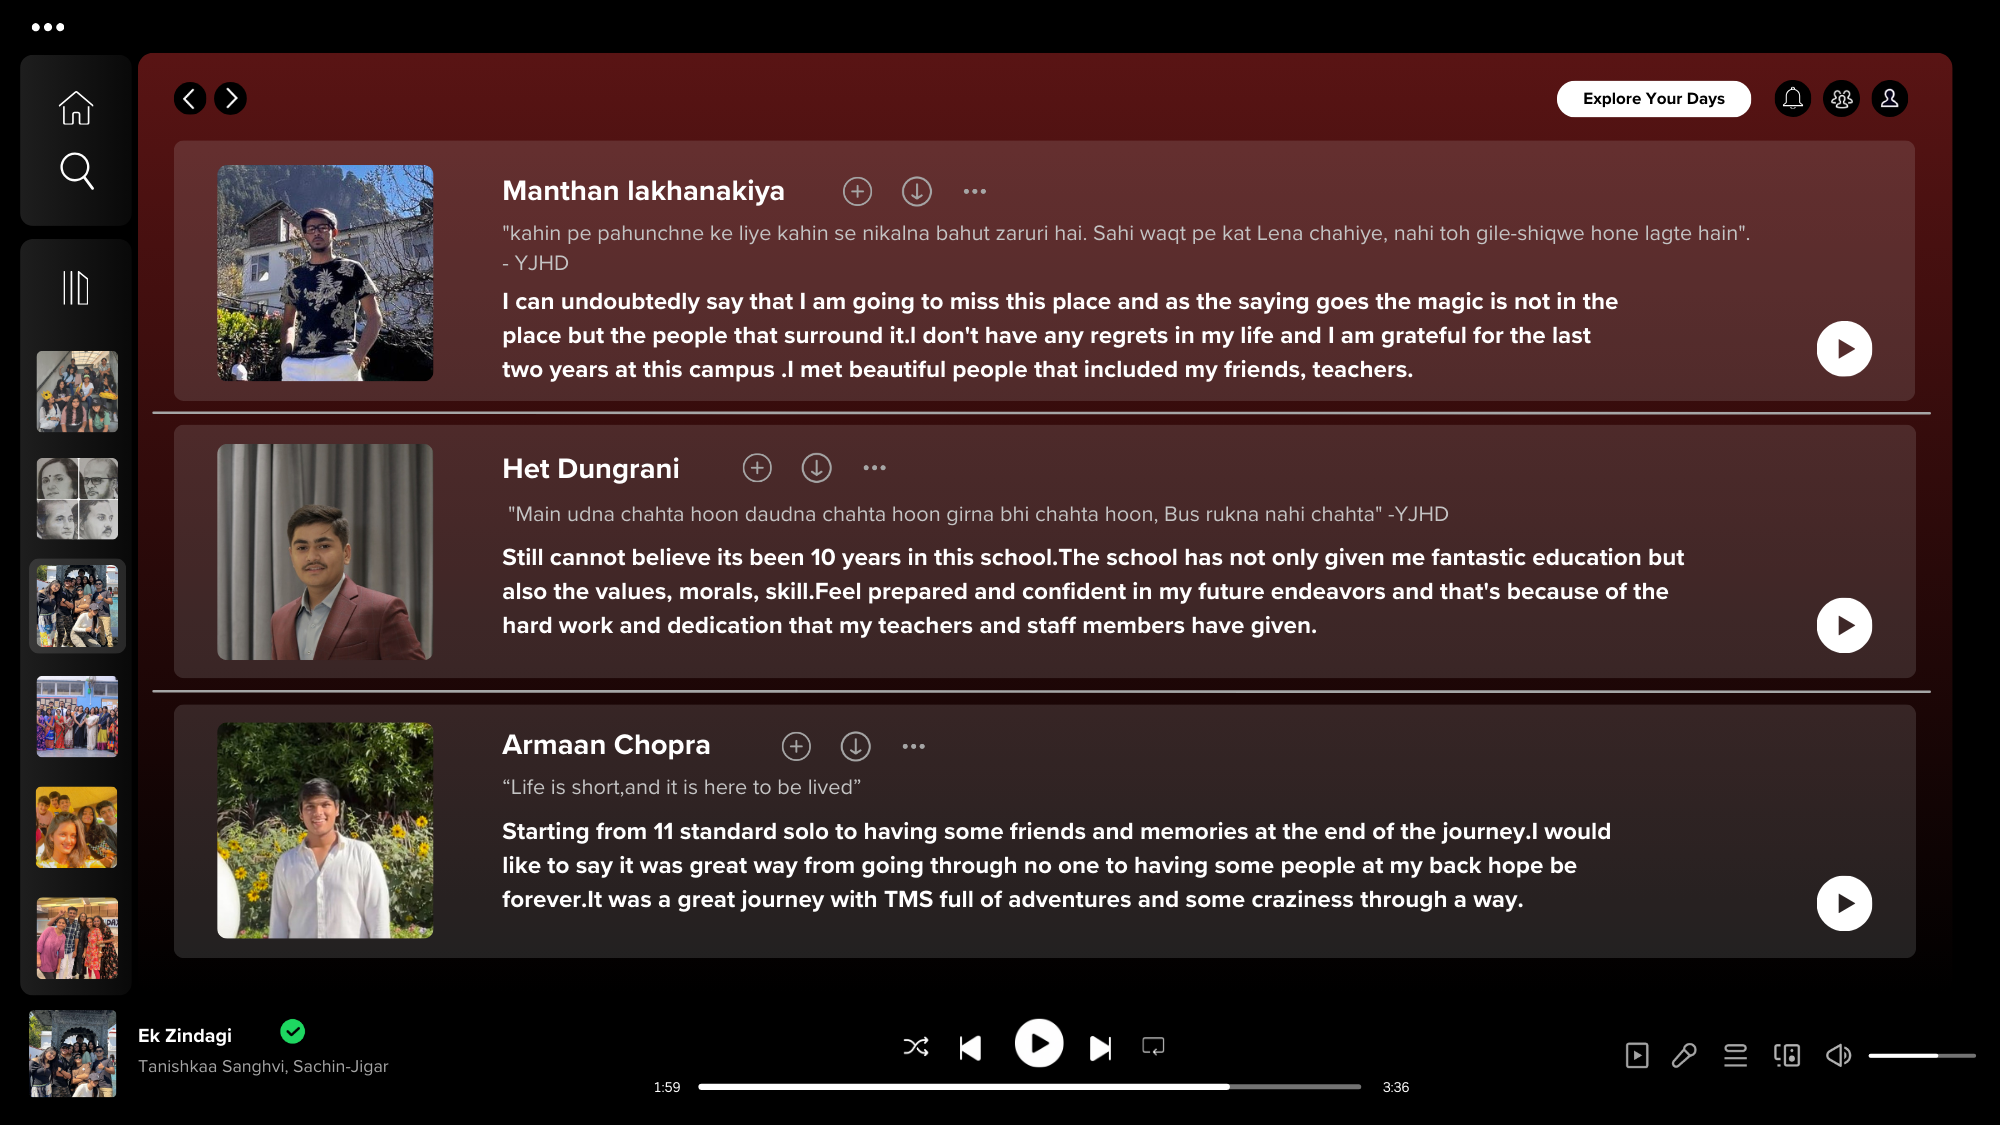 Explore Your Days
Manthan lakhanakiya
"kahin pe pahunchne ke liye kahin se nikalna bahut zaruri hai. Sahi waqt pe kat Lena chahiye, nahi toh gile-shiqwe hone lagte hain".
- YJHD
I can undoubtedly say that I am going to miss this place and as the saying goes the magic is not in the
place but the people that surround it.I don't have any regrets in my life and I am grateful for the last
two years at this campus .I met beautiful people that included my friends, teachers.
Het Dungrani
"Main udna chahta hoon daudna chahta hoon girna bhi chahta hoon, Bus rukna nahi chahta" -YJHD
Still cannot believe its been 10 years in this school.The school has not only given me fantastic education but
also the values, morals, skill.Feel prepared and confident in my future endeavors and that's because of the
hard work and dedication that my teachers and staff members have given.
Armaan Chopra
“Life is short,and it is here to be lived”
Starting from 11 standard solo to having some friends and memories at the end of the journey.I would
like to say it was great way from going through no one to having some people at my back hope be
forever.It was a great journey with TMS full of adventures and some craziness through a way.
Ek Zindagi
Tanishkaa Sanghvi, Sachin-Jigar
1:59
3:36